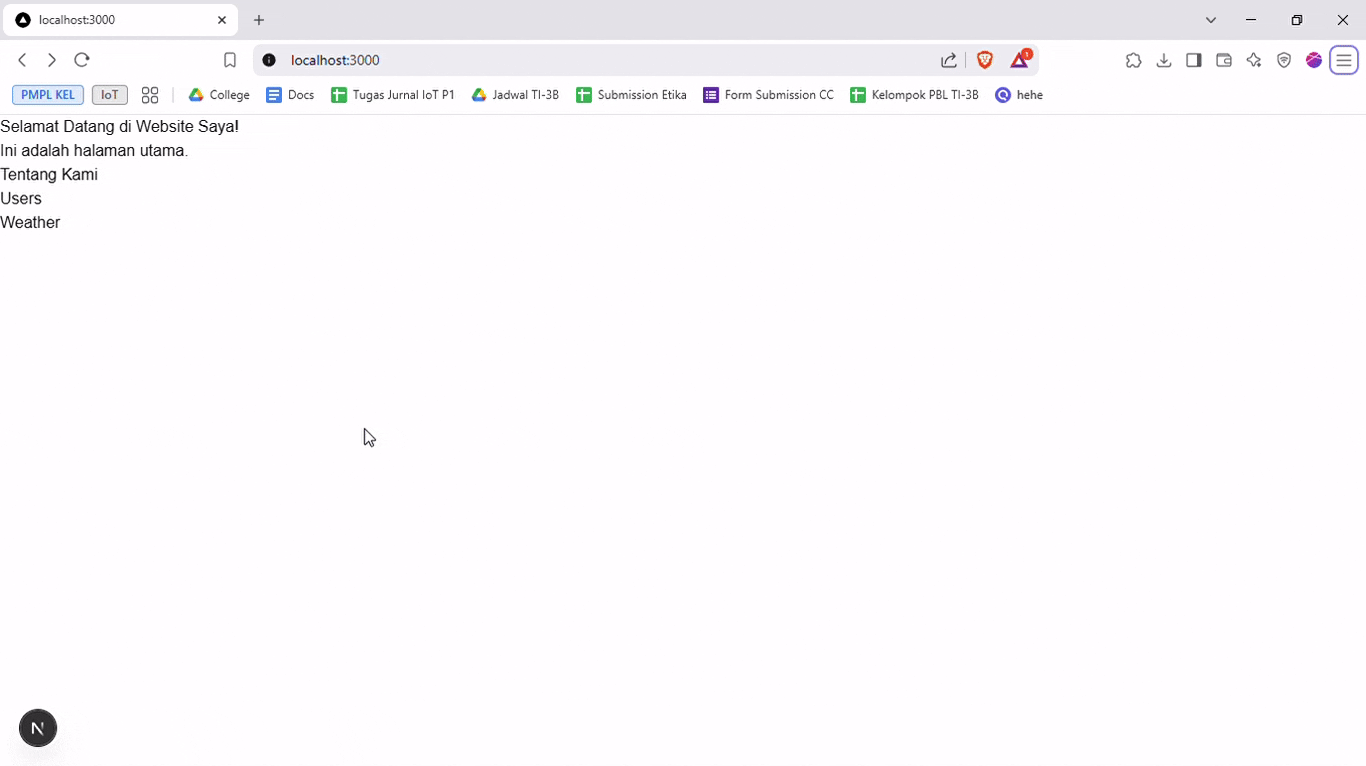 localhost:3000
localhost:3000
1
PMPL KEL IoT College Docs Tugas Jurnal IoT P1 Jadwal TI-3B Submission Etika Form Submission CC Kelompok PBL TI-3B hehe
Selamat Datang di Website Saya!
Ini adalah halaman utama.
Tentang Kami
Users
Weather
N